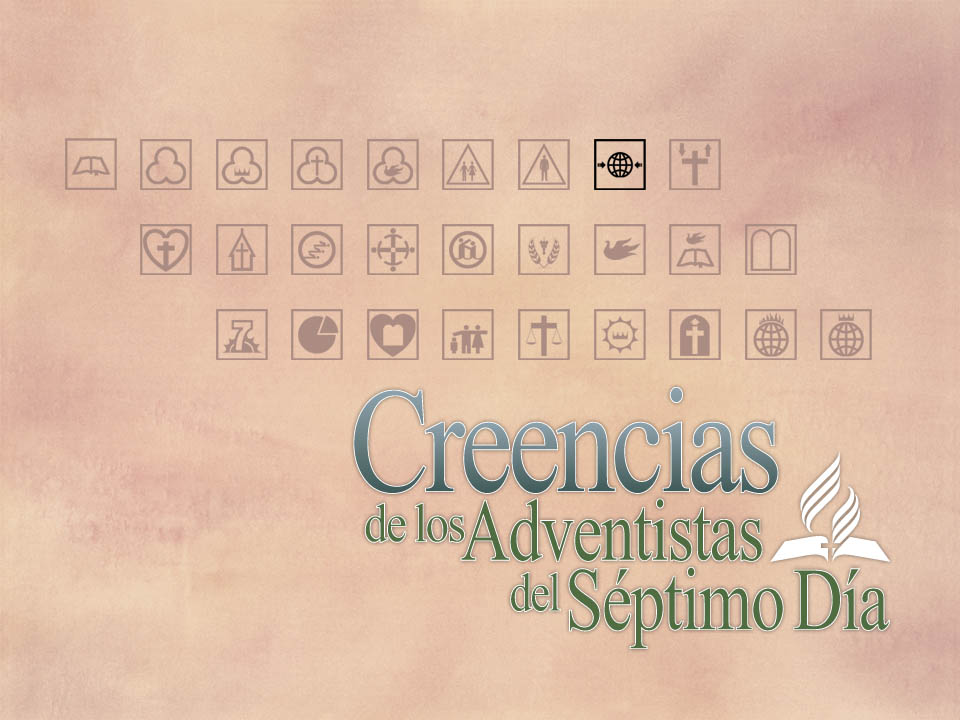 Creencias
de los Adventistas
del Séptimo Día